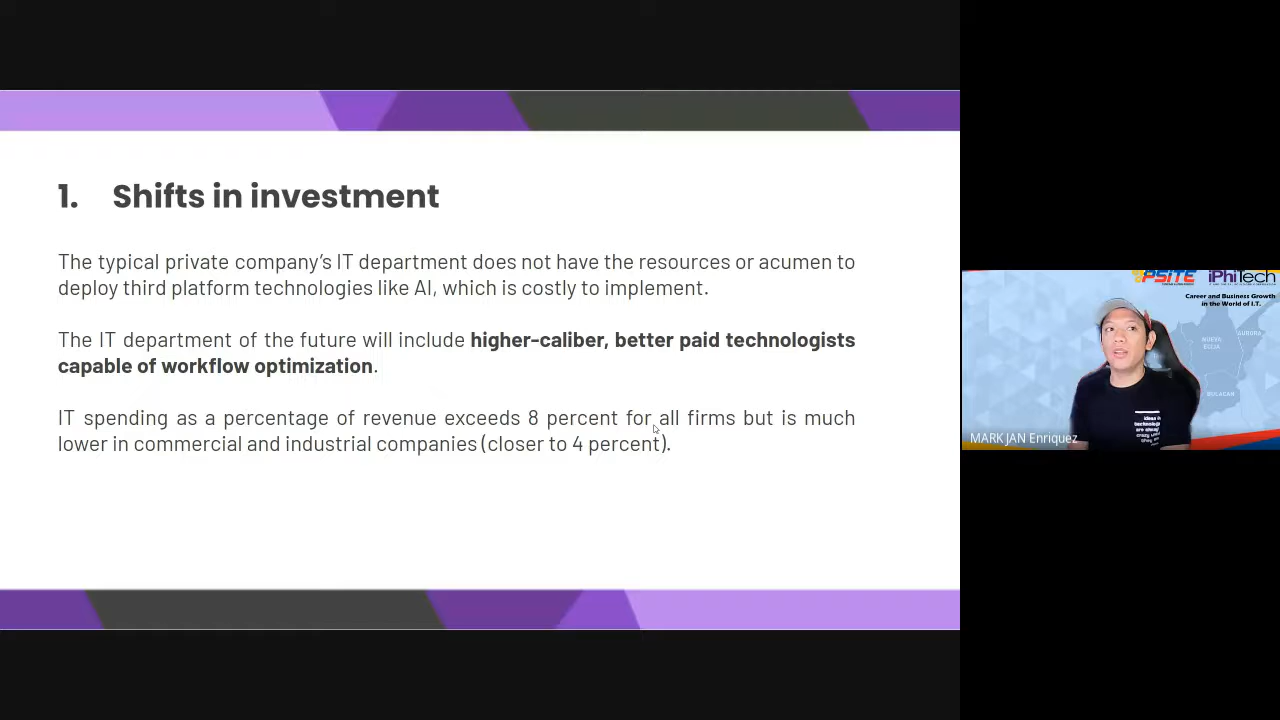 1. Shifts in investment
The typical private company's IT department does not have the resources or acumen to
deploy third platform technologies like AI, which is costly to implement.
The IT department of the future will include higher-caliber, better paid technologists
capable of workflow optimization.
IT spending as a percentage of revenue exceeds 8 percent for all firms but is much
lower in commercial and industrial companies (closer to 4 percent).
PSITE iPhiTech
Career and Business Growth
in the World of I.T.
AURORA
NUEVA
ECIJA
BULACAN
MARK JAN Enriquez